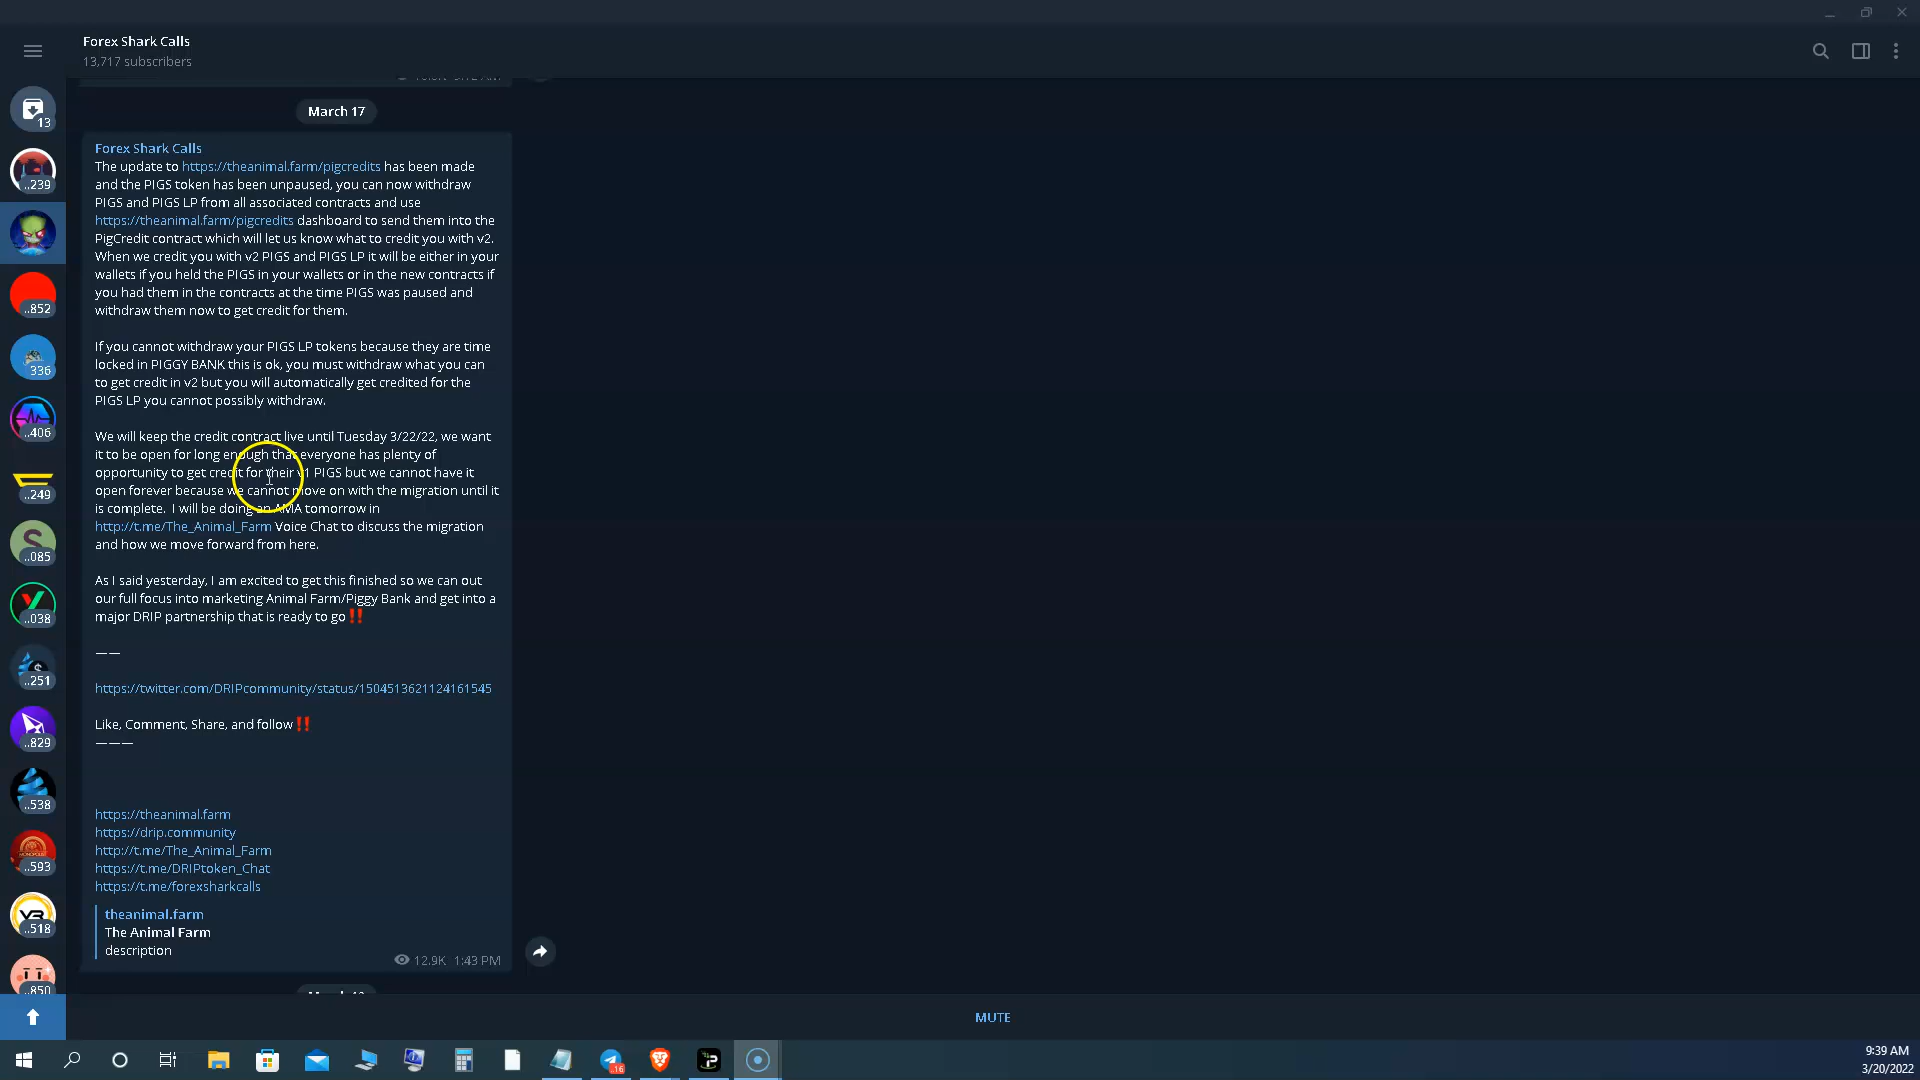 Forex Shark Calls
13,717 subscribers
March 17
Forex Shark Calls
The update to https://theanimal.farm/pigcredits has been made
and the PIGS token has been unpaused, you can now withdraw
PIGS and PIGS LP from all associated contracts and use
https://theanimal.farm/pigcredits dashboard to send them into the
PigCredit contract which will let us know what to credit you with v2.
When we credit you with v2 PIGS and PIGS LP it will be either in your
wallets if you held the PIGS in your wallets or in the new contracts if
you had them in the contracts at the time PIGS was paused and
withdraw them now to get credit for them.
If you cannot withdraw your PIGS LP tokens because they are time
locked in PIGGY BANK this is ok, you must withdraw what you can
to get credit in v2 but you will automatically get credited for the
PIGS LP you cannot possibly withdraw.
We will keep the credit contract live until Tuesday 3/22/22, we want
it to be open for long enough that everyone has plenty of
opportunity to get credit for their v1 PIGS but we cannot have it
open forever because we cannot move on with the migration until it
is complete. I will be doing an AMA tomorrow in
http://t.me/The_Animal_Farm Voice Chat to discuss the migration
and how we move forward from here.
As I said yesterday, I am excited to get this finished so we can out
our full focus into marketing Animal Farm/Piggy Bank and get into a
major DRIP partnership that is ready to go‼️
——
https://twitter.com/DRIPcommunity/status/1504513621124161545
Like, Comment, Share, and follow‼️
———
https://theanimal.farm
https://drip.community
http://t.me/The_Animal_Farm
https://t.me/DRIPtoken_Chat
https://t.me/forexsharkcalls
theanimal.farm
The Animal Farm
description
12.9K 1:43 PM
MUTE
13
..239
..852
336
..406
..249
..085
..038
..251
..829
..538
..593
..518
..850
..16
9:39 AM
3/20/2022